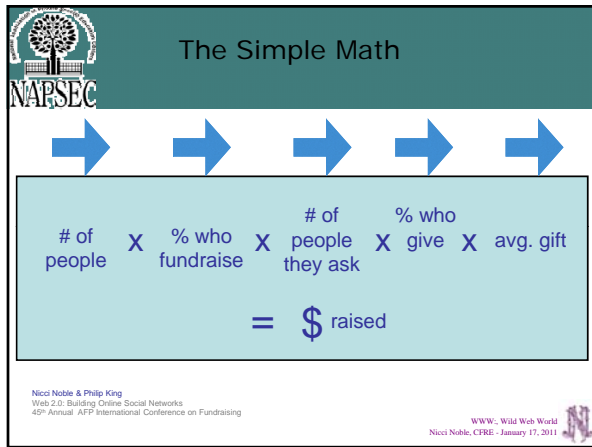 The Simple Math
NAPSEC
# of people x % who fundraise x # of people they ask x % who give x avg. gift
= $ raised
Nicci Noble & Philip King
Web 2.0: Building Online Social Networks
45th Annual AFP International Conference on Fundraising
WWW:, Wild Web World
Nicci Noble, CFRE - January 17, 2011
N